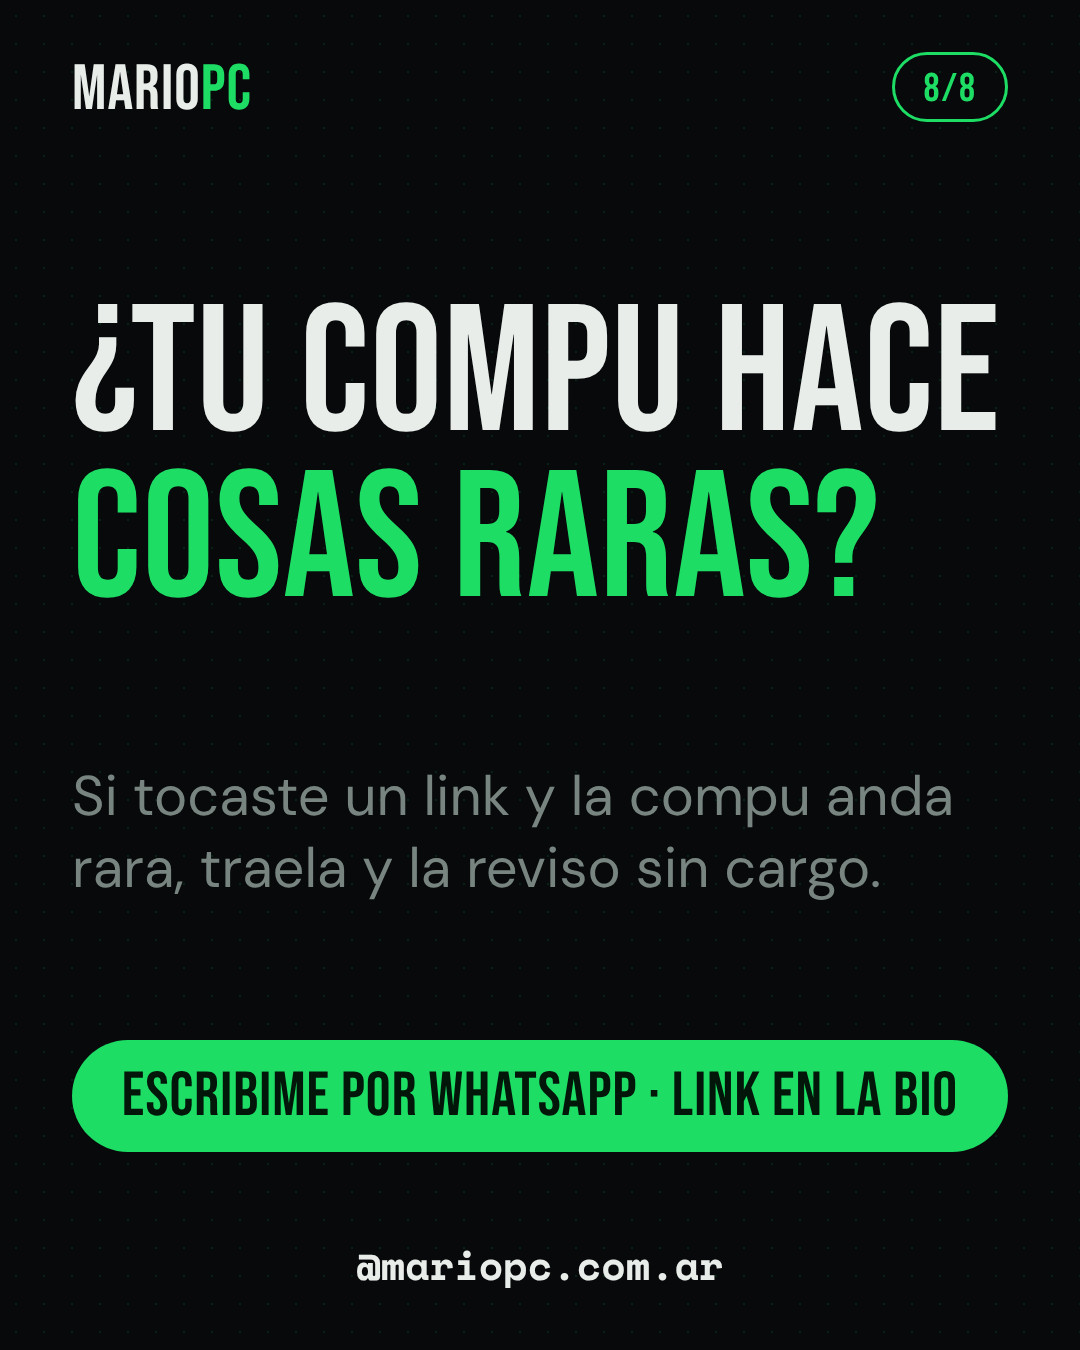 MARIOPC
8/8
¿TU COMPU HACE
COSAS RARAS?
Si tocaste un link y la compu anda
rara, traela y la reviso sin cargo.
ESCRIBIME POR WHATSAPP · LINK EN LA BIO
@mariopc.com.ar